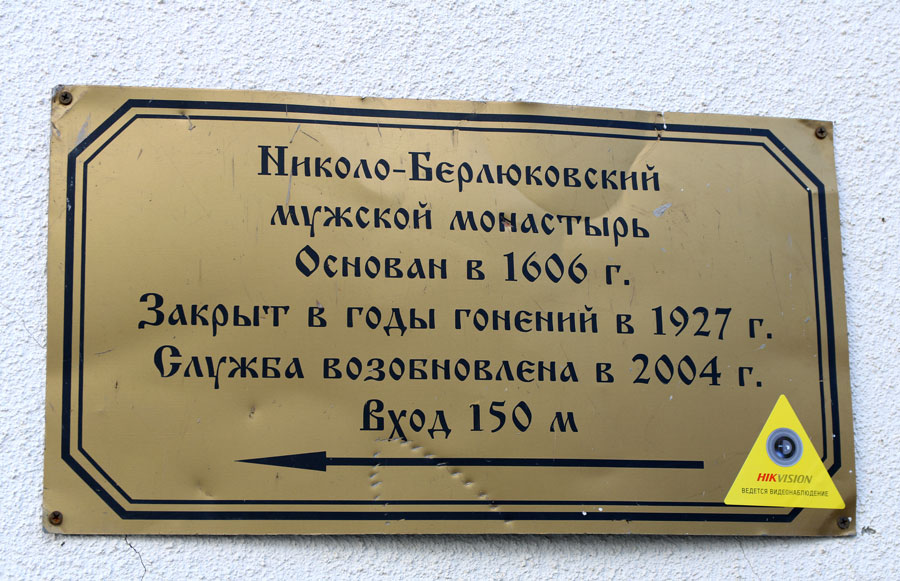 Николо-Берлюковский
мужской монастырь
Основан в 1606 г.
Закрыт в годы гонений в 1927 г.
Служба возобновлена в 2004 г.
Вход 150 м
HIKVISION
ВЕДЕТСЯ ВИДЕОНАБЛЮДЕНИЕ